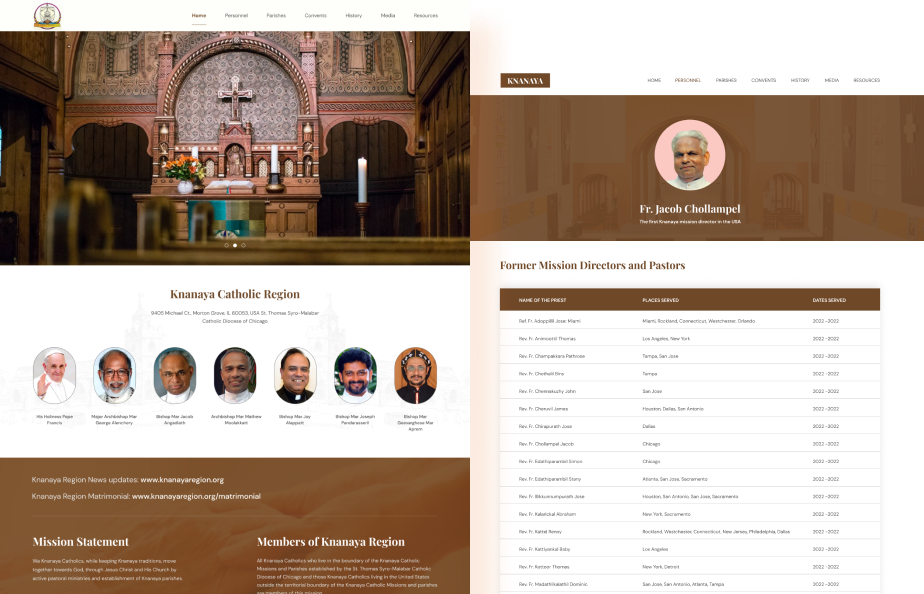 Home Personnel Parishes Convents History Media Resources
Knanaya Catholic Region
9405 Michael Ct., Morton Grove, IL 60053, USA St. Thomas Syro-Malabar
Catholic Diocese of Chicago
His Holiness Pope
Francis
Major Archbishop Mar
George Alenchery
Bishop Mar Jacob
Angadiath
Archbishop Mar Mathew
Moolakkatt
Bishop Mar Joy
Alappatt
Bishop Mar Joseph
Pandarasseril
Bishop Mar
Geevarghese Mar
Aprem
Knanaya Region News updates: www.knanayaregion.org
Knanaya Region Matrimonial: www.knanayaregion.org/matrimonial
Mission Statement
We Knanaya Catholics, while keeping Knanaya traditions, move
together towards God, through Jesus Christ and His Church by
active pastoral ministries and establishment of Knanaya parishes.
Members of Knanaya Region
All Knanaya Catholics who live in the boundary of the Knanaya Catholic
Missions and Parishes established by the St. Thomas Syro-Malabar Catholic
Diocese of Chicago and those Knanaya Catholics living in the United States
outside the territorial boundary of the Knanaya Catholic Missions and parishes
are members of this mission
KNANAYA
HOME PERSONNEL PARISHES CONVENTS HISTORY MEDIA RESOURCES
Fr. Jacob Chollampel
The first Knanaya mission director in the USA
Former Mission Directors and Pastors
NAME OF THE PRIEST PLACES SERVED DATES SERVED
Fr. Jose: Miami Miami, Rockland, Connecticut, Westchester, Orlando 2022 -2022
Rev. Fr. Thomas Los Angeles, New York 2022 -2022
Rev. Fr. Champakkara Pathrose Tampa, San Jose 2022 -2022
Rev. Fr. Bins Tampa 2022 -2022
Rev. Fr. John San Jose 2022 -2022
Rev. Fr. Cheruvil James Houston, Dallas, San Antonio 2022 -2022
Rev. Fr. Chirapurath Jose Dallas 2022 -2022
Rev. Fr. Chollampel Jacob Chicago 2022 -2022
Rev. Fr. Edathiparambil Simon Chicago 2022 -2022
Rev. Fr. Edathiparambil Stany Atlanta, San Jose, Sacramento 2022 -2022
Rev. Fr. Jose Houston, San Antonio, San Jose, Sacramento 2022 -2022
Rev. Fr. Kalarickal Abraham New York, Sacramento 2022 -2022
Rev. Fr. Kattel Reney Rockland, Westchester, Connecticut, New Jersey, Philadelphia, Dallas 2022 -2022
Rev. Fr. Kattiyankal Baby Los Angeles 2022 -2022
Rev. Fr. Thomas New York, Detroit 2022 -2022
Rev. Fr. Dominic San Jose, San Antonio, Atlanta, Tampa 2022 -2022